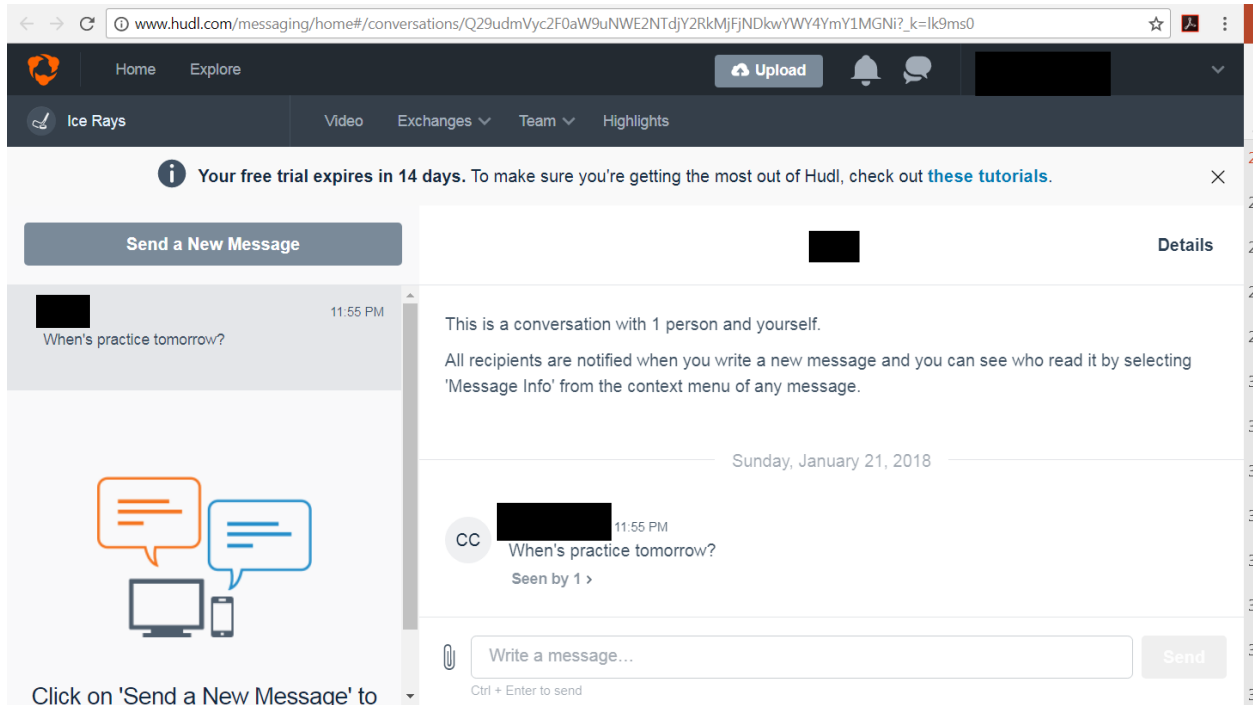 www.hudl.com/messaging/home#/conversations/Q29udmVyc2F0aW9uNWE2NTdjY2RkMjFjNDkwYWY4YmY1MGNi?_k=lk9ms0
Home Explore Upload
Ice Rays Video Exchanges Team Highlights
Your free trial expires in 14 days. To make sure you're getting the most out of Hudl, check out these tutorials.
Send a New Message
Details
11:55 PM
When's practice tomorrow?
This is a conversation with 1 person and yourself.
All recipients are notified when you write a new message and you can see who read it by selecting
'Message Info' from the context menu of any message.
Sunday, January 21, 2018
CC 11:55 PM
When's practice tomorrow?
Seen by 1 >
Write a message...
Send
Ctrl + Enter to send
Click on 'Send a New Message' to